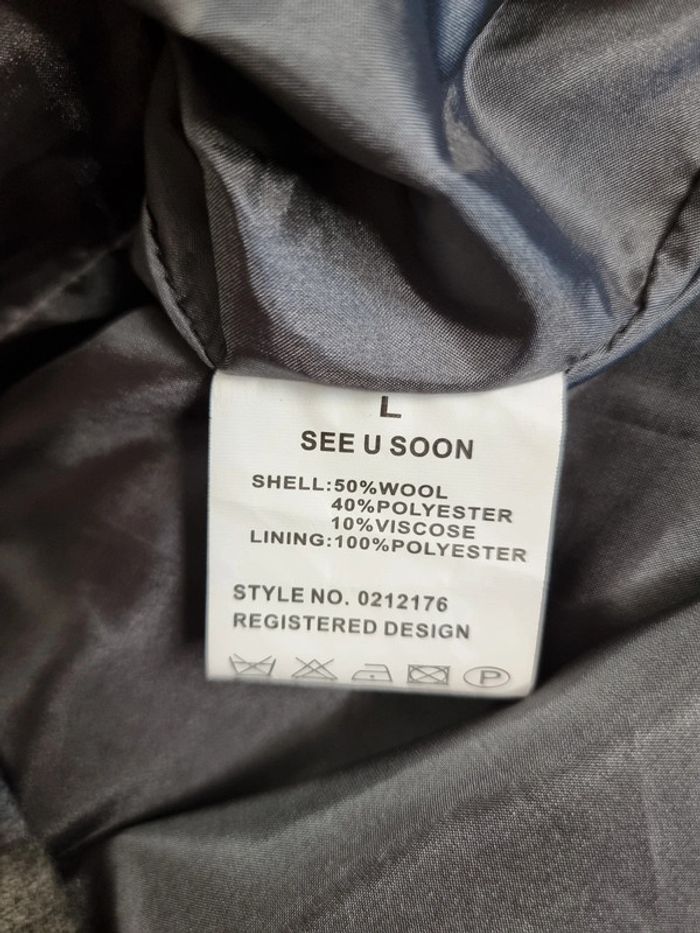 L
SEE U SOON
SHELL:50%WOOL
40%POLYESTER
10%VISCOSE
LINING:100%POLYESTER
STYLE NO. 0212176
REGISTERED DESIGN
P